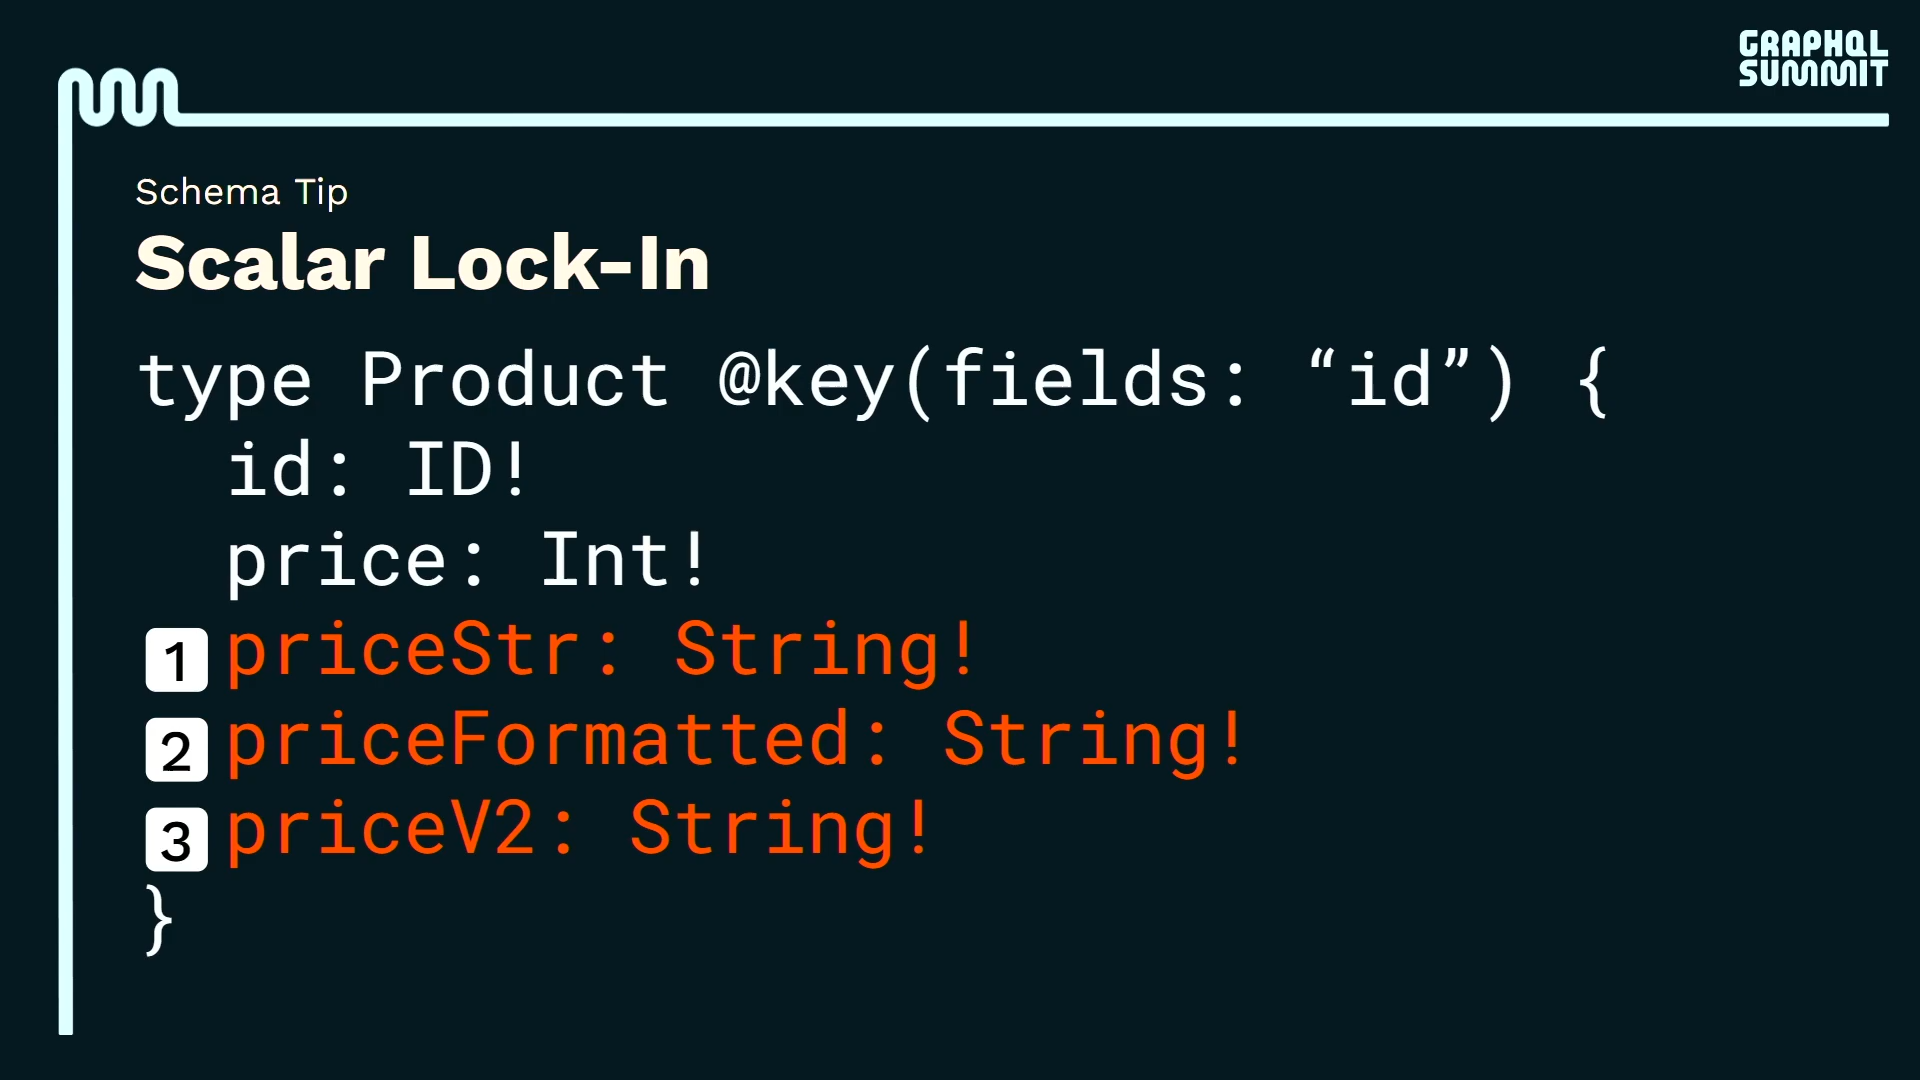 GRAPHQL
SUMMIT
Schema Tip
Scalar Lock-In
type Product @key(fields: “id”) {
id: ID!
price: Int!
1 priceStr: String!
2 priceFormatted: String!
3 priceV2: String!
}